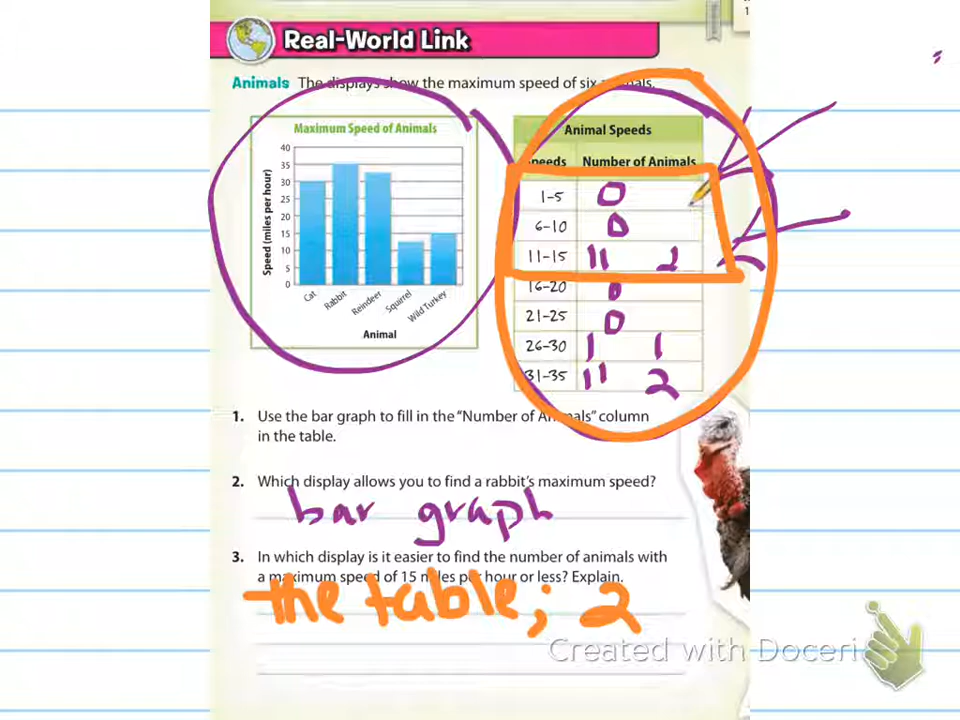 Real-World Link
Animals The displays show the maximum speed of six animals.
Maximum Speed of Animals
Speed (miles per hour)
40
35
30
25
20
15
10
5
0
Cat
Rabbit
Reindeer
Squirrel
Wild Turkey
Animal
Animal Speeds
Speeds Number of Animals
1–5 0
6–10 0
11–15 11 2
16–20 0
21–25 0
26–30 1 1
31–35 11 2
1. Use the bar graph to fill in the “Number of Animals” column
in the table.
2. Which display allows you to find a rabbit’s maximum speed?
bar graph
3. In which display is it easier to find the number of animals with
a maximum speed of 15 miles per hour or less? Explain.
the table; 2
Created with Doceri